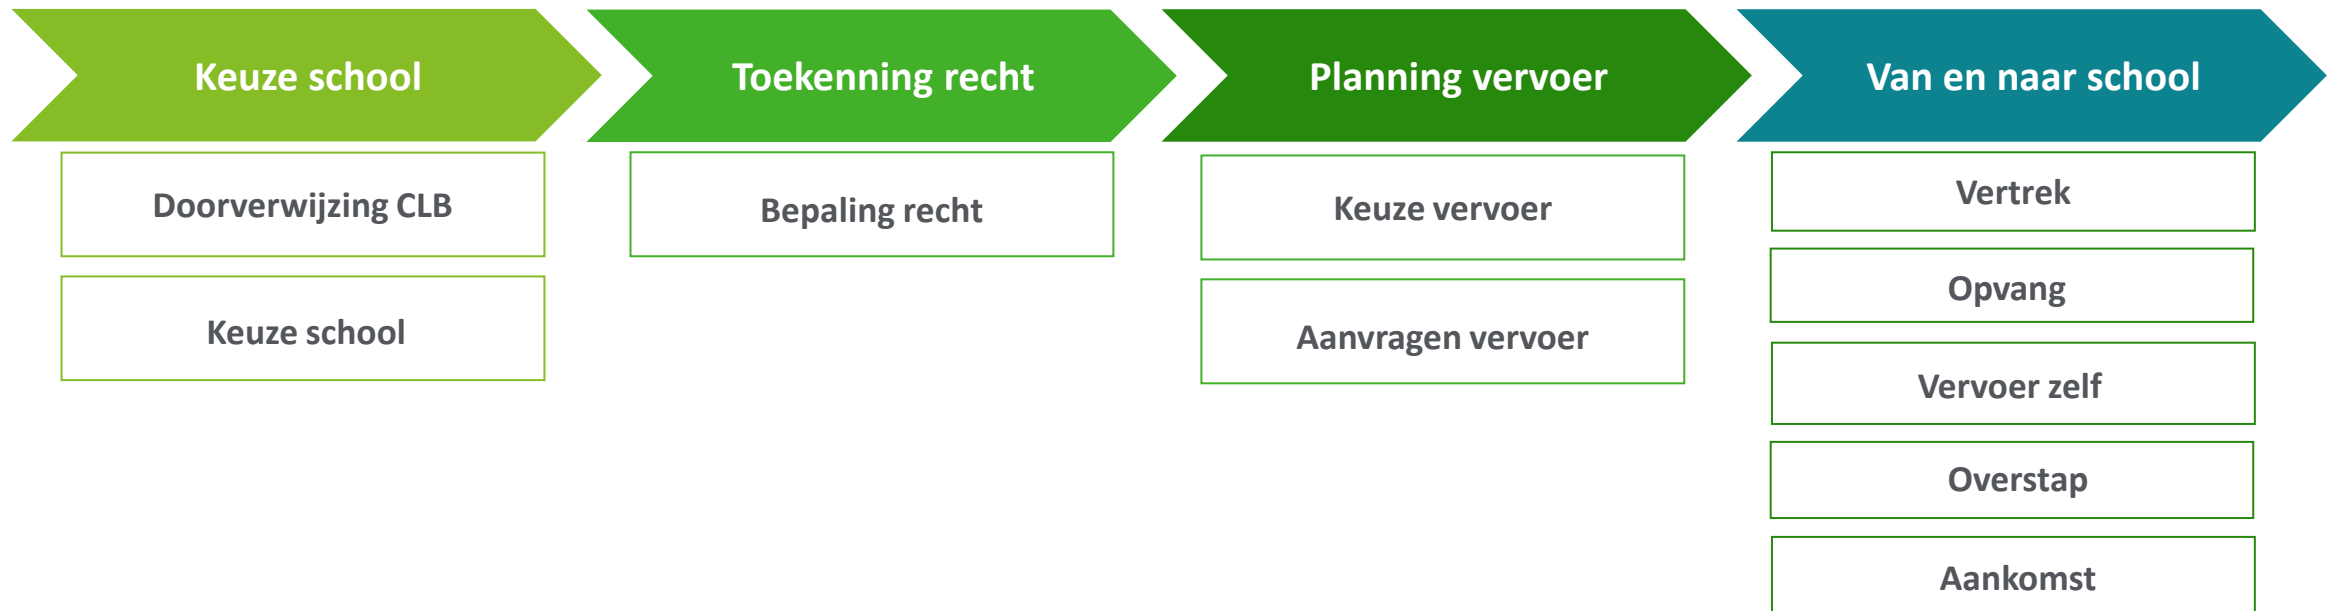 Keuze school
Toekenning recht
Planning vervoer
Van en naar school
Doorverwijzing CLB
Keuze school
Bepaling recht
Keuze vervoer
Aanvragen vervoer
Vertrek
Opvang
Vervoer zelf
Overstap
Aankomst